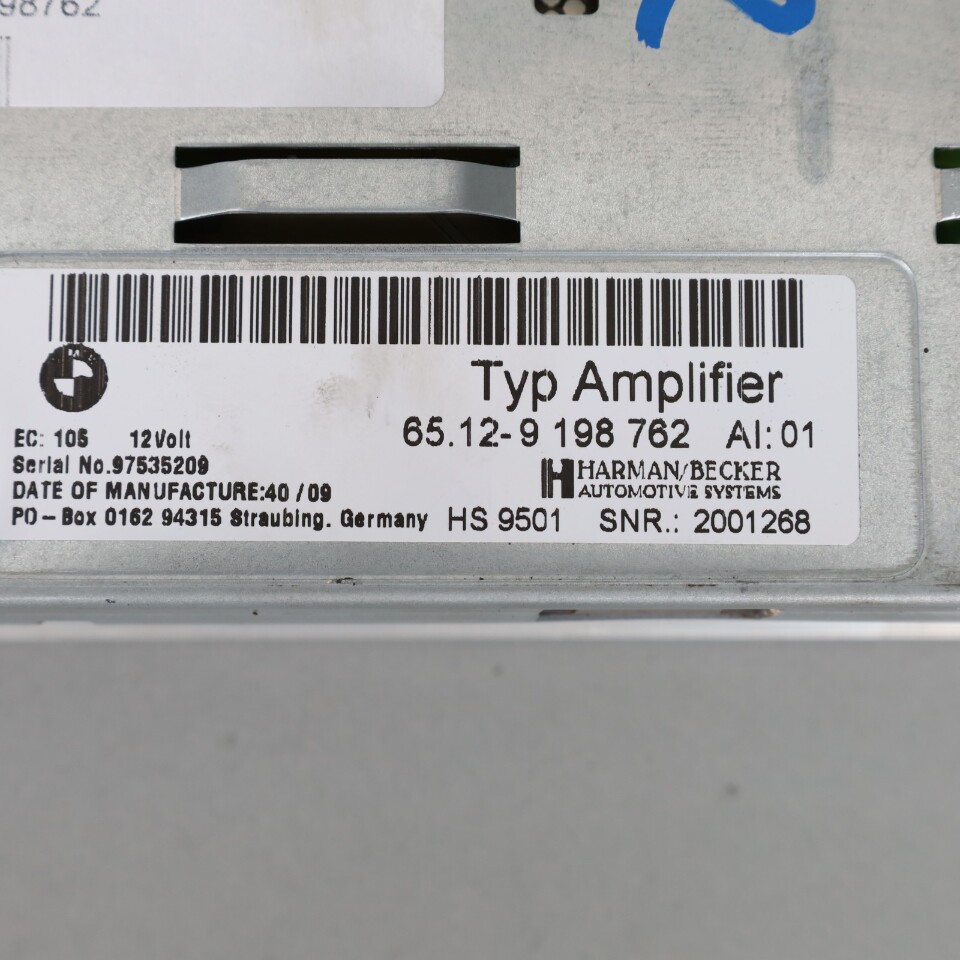 98762
Typ Amplifier
EC: 105 12Volt
65.12-9 198 762 AI: 01
Serial No.97535209
HARMAN/BECKER
AUTOMOTIVE SYSTEMS
DATE OF MANUFACTURE:40/09
PO-Box 0162 94315 Straubing. Germany HS 9501 SNR.: 2001268